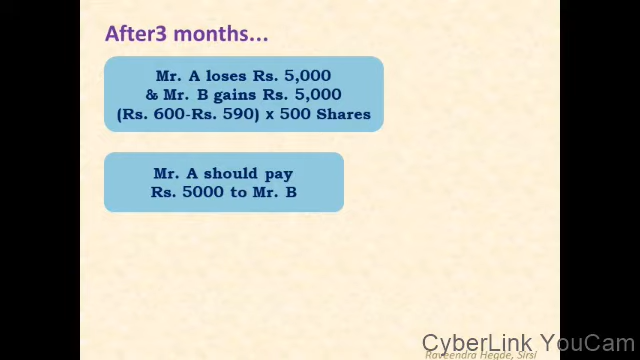 After3 months...
Mr. A loses Rs. 5,000
& Mr. B gains Rs. 5,000
(Rs. 600-Rs. 590) x 500 Shares
Mr. A should pay
Rs. 5000 to Mr. B
CyberLink YouCam
Raveendra Hegde, Sirsi